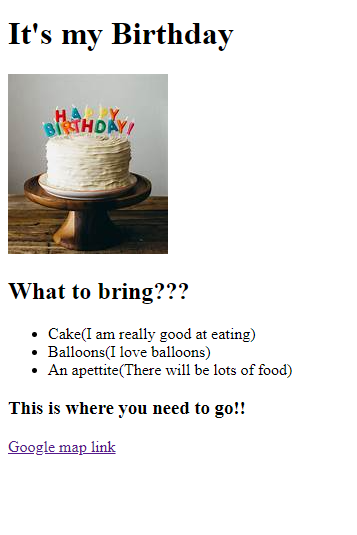 It's my Birthday
HAPPY
BIRTHDAY!
What to bring???
Cake(I am really good at eating)
Balloons(I love balloons)
An apettite(There will be lots of food)
This is where you need to go!!
Google map link